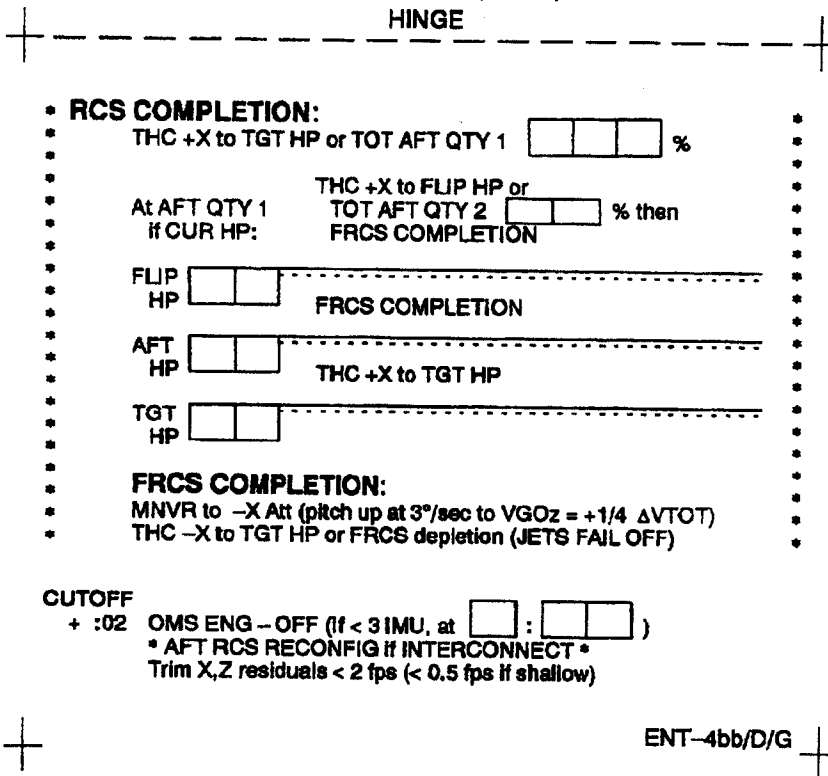 HINGE
* RCS COMPLETION: *
THC +X to TGT HP or TOT AFT QTY 1 %
THC +X to FLIP HP or
At AFT QTY 1 TOT AFT QTY 2 % then
if CUR HP: FRCS COMPLETION
FLIP
HP FRCS COMPLETION
AFT
HP THC +X to TGT HP
TGT
HP
FRCS COMPLETION:
MNVR to –X Att (pitch up at 3°/sec to VGOz = +1/4 ΔVTOT)
THC –X to TGT HP or FRCS depletion (JETS FAIL OFF)
CUTOFF
+ :02 OMS ENG – OFF (If < 3 IMU, at : )
* AFT RCS RECONFIG if INTERCONNECT *
Trim X,Z residuals < 2 fps (< 0.5 fps if shallow)
ENT–4bb/D/G